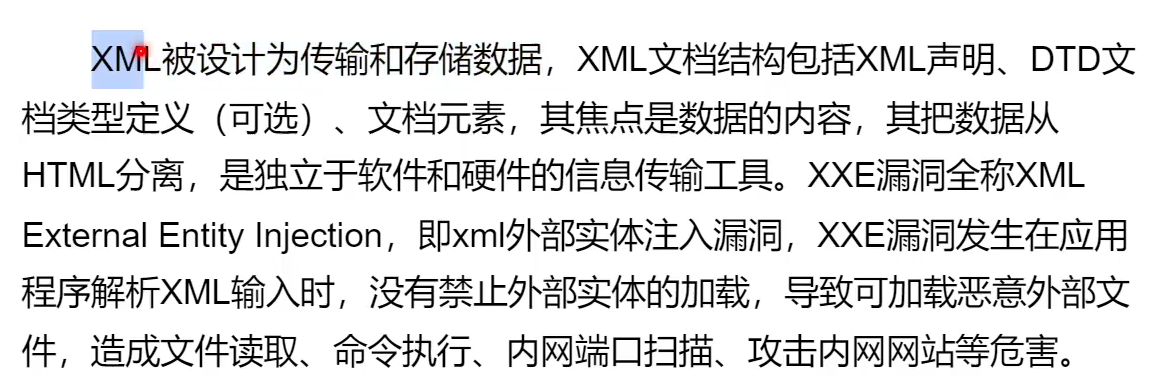 XML被设计为传输和存储数据，XML文档结构包括XML声明、DTD文
档类型定义（可选）、文档元素，其焦点是数据的内容，其把数据从
HTML分离，是独立于软件和硬件的信息传输工具。XXE漏洞全称XML
External Entity Injection，即xml外部实体注入漏洞，XXE漏洞发生在应用
程序解析XML输入时，没有禁止外部实体的加载，导致可加载恶意外部文
件，造成文件读取、命令执行、内网端口扫描、攻击内网网站等危害。